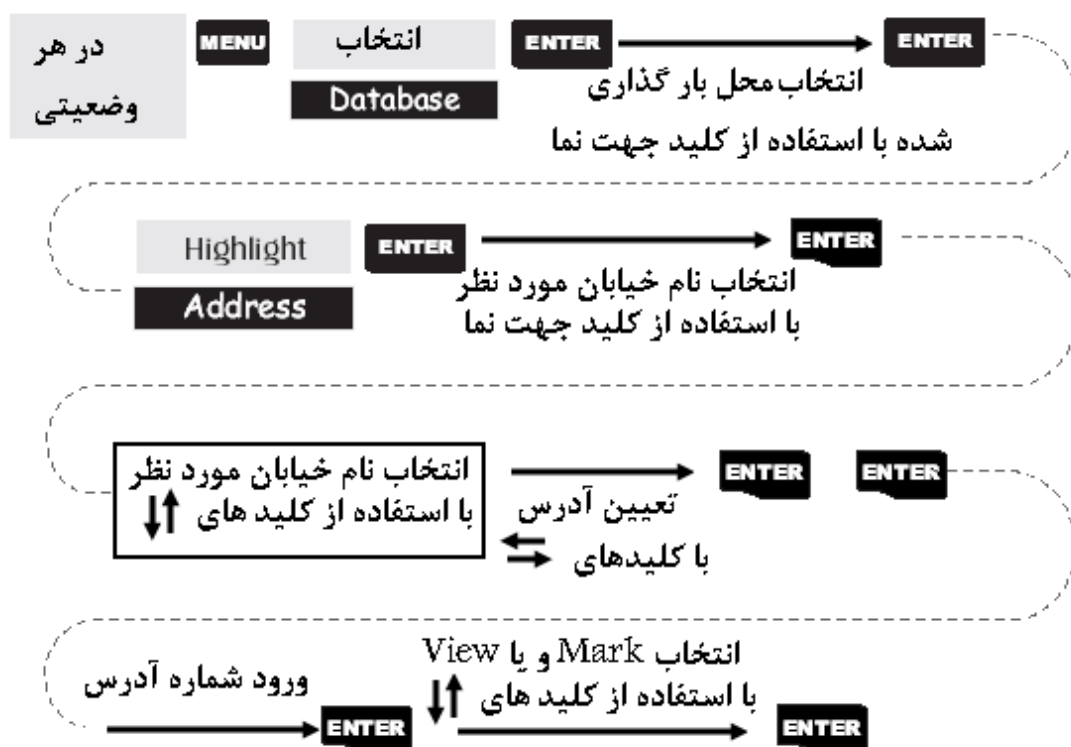 در هر
وضعیتی
MENU
انتخاب
Database
ENTER
انتخاب محل بار گذاری
شده با استفاده از کلید جهت نما
ENTER
Highlight
Address
ENTER
انتخاب نام خیابان مورد نظر
با استفاده از کلید جهت نما
ENTER
انتخاب نام خیابان مورد نظر
با استفاده از کلید های
تعیین آدرس
با کلیدهای
ENTER
ENTER
ورود شماره آدرس
ENTER
انتخاب Mark و یا View
با استفاده از کلید های
ENTER